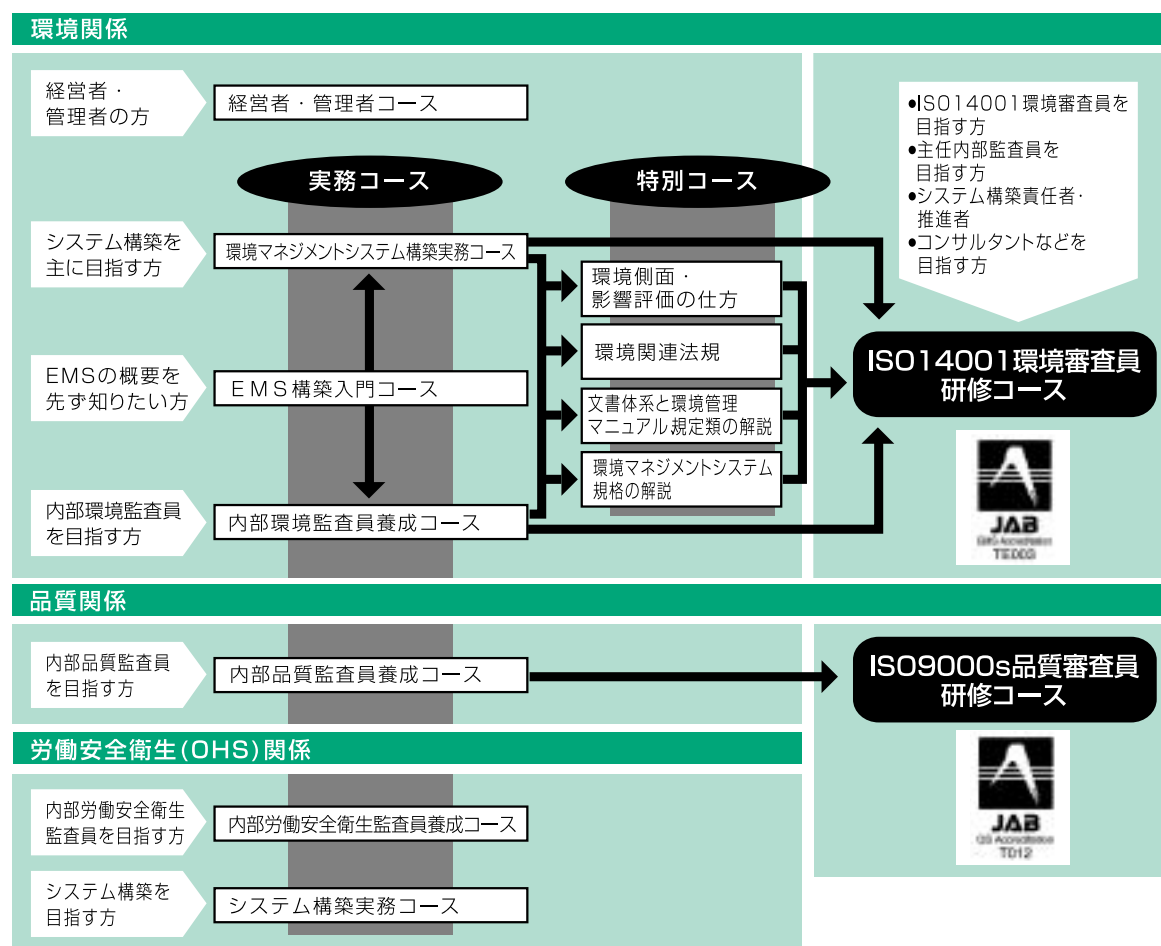 環境関係
経営者・
管理者の方
経営者・管理者コース
実務コース
特別コース
システム構築を
主に目指す方
環境マネジメントシステム構築実務コース
環境側面・
影響評価の仕方
環境関連法規
EMSの概要を
先ず知りたい方
EMS構築入門コース
文書体系と環境管理
マニュアル,規定類の解説
環境マネジメントシステム
規格の解説
内部環境監査員
を目指す方
内部環境監査員養成コース
●ISO14001環境審査員を
目指す方
●主任内部監査員を
目指す方
●システム構築責任者・
推進者
●コンサルタントなどを
目指す方
ISO14001環境審査員
研修コース
JAB
EMS Accreditation
TE003
品質関係
内部品質監査員
を目指す方
内部品質監査員養成コース
ISO9000s品質審査員
研修コース
JAB
QS Accreditation
T012
労働安全衛生(OHS)関係
内部労働安全衛生
監査員を目指す方
内部労働安全衛生監査員養成コース
システム構築を
目指す方
システム構築実務コース